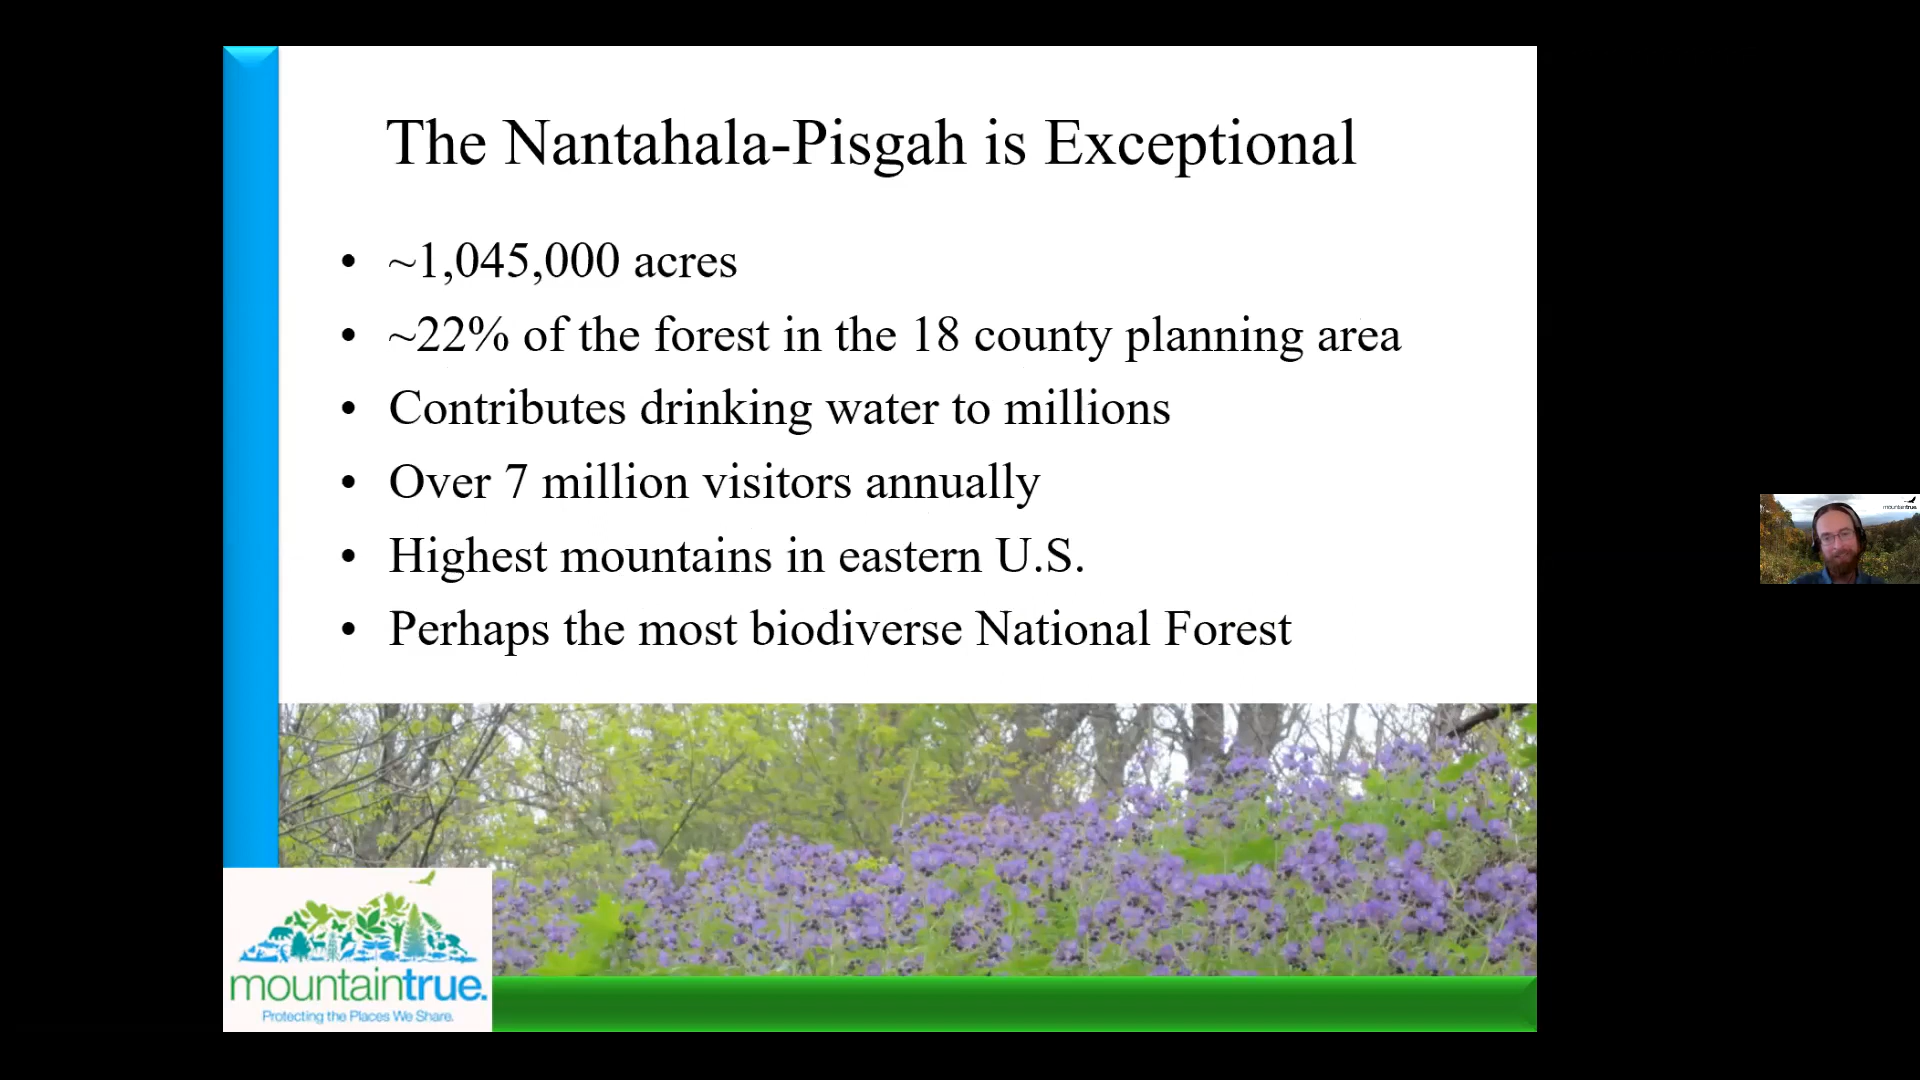 The Nantahala-Pisgah is Exceptional
• ~1,045,000 acres
• ~22% of the forest in the 18 county planning area
• Contributes drinking water to millions
• Over 7 million visitors annually
• Highest mountains in eastern U.S.
• Perhaps the most biodiverse National Forest
mountaintrue.
mountaintrue.
Protecting the Places We Share.